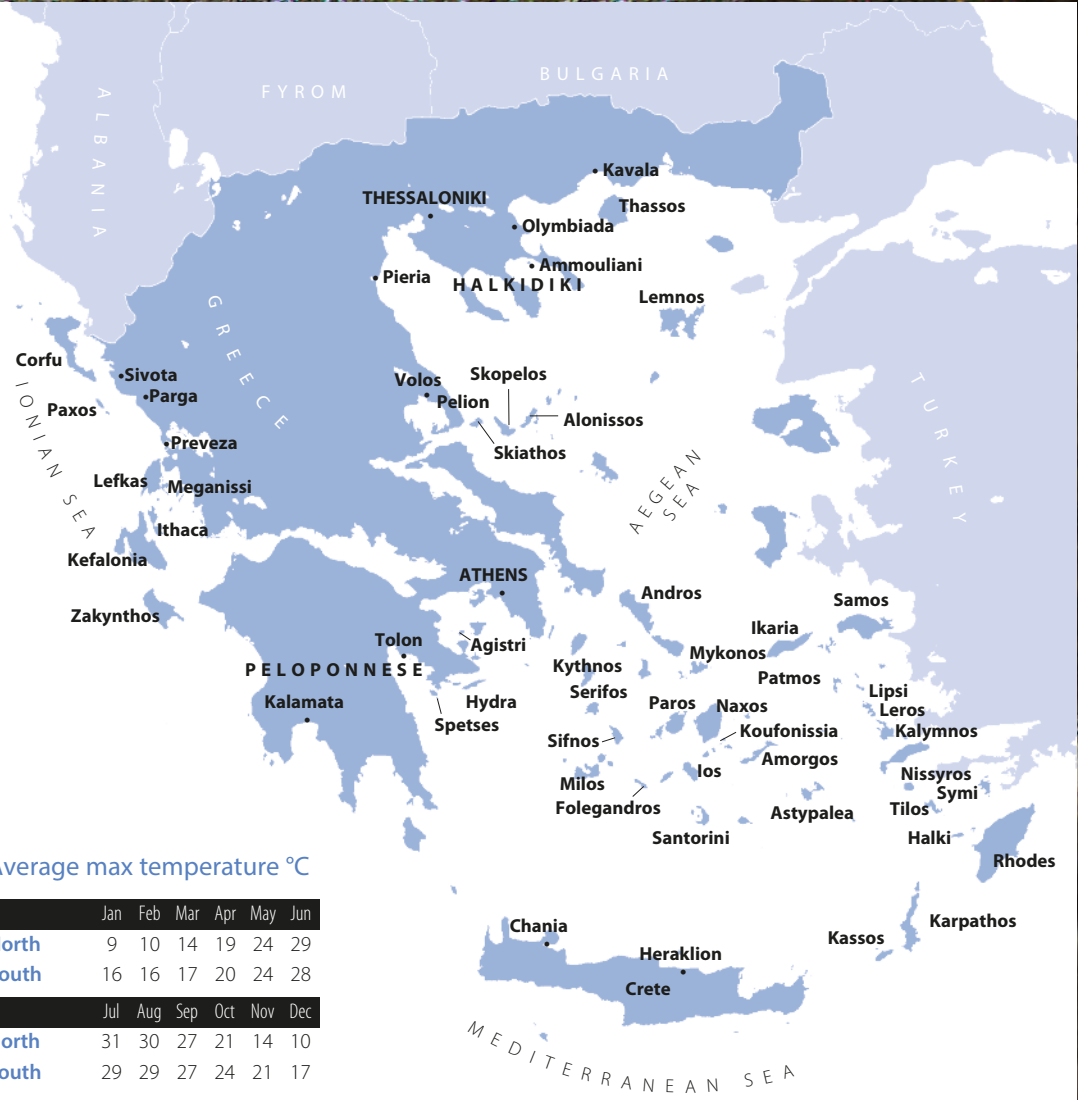 BULGARIA
FYROM
ALBANIA
Kavala
THESSALONIKI
Thassos
Olympiada
Ammouliani
Pieria
HALKIDIKI
Lemnos
GREECE
Corfu
Sivota
Parga
Paxos
IONIAN SEA
Preveza
Volos
Pelion
Skopelos
Alonissos
Skiathos
TURKEY
AEGEAN
SEA
Lefkas
Meganissi
Ithaca
Kefalonia
Zakynthos
ATHENS
Andros
Samos
Ikaria
Tolon
Agistri
Mykonos
PELOPONNESE
Kythnos
Patmos
Serifos
Lipsi
Kalamata
Hydra
Paros
Naxos
Leros
Spetses
Koufonissia
Kalymnos
Sifnos
Amorgos
Ios
Nissyros
Milos
Symi
Folegandros
Astypalea
Tilos
Santorini
Halki
Rhodes
Average max temperature °C
Jan Feb Mar Apr May Jun
orth 9 10 14 19 24 29
outh 16 16 17 20 24 28
Jul Aug Sep Oct Nov Dec
orth 31 30 27 21 14 10
outh 29 29 27 24 21 17
Chania
Karpathos
Kassos
Heraklion
Crete
MEDITERRANEAN SEA